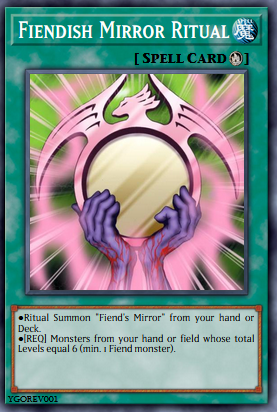 FIENDISH MIRROR RITUAL 魔
[ SPELL CARD ]
●Ritual Summon "Fiend's Mirror" from your hand or
Deck.
●[REQ] Monsters from your hand or field whose total
Levels equal 6 (min. 1 Fiend monster).
YGOREV001